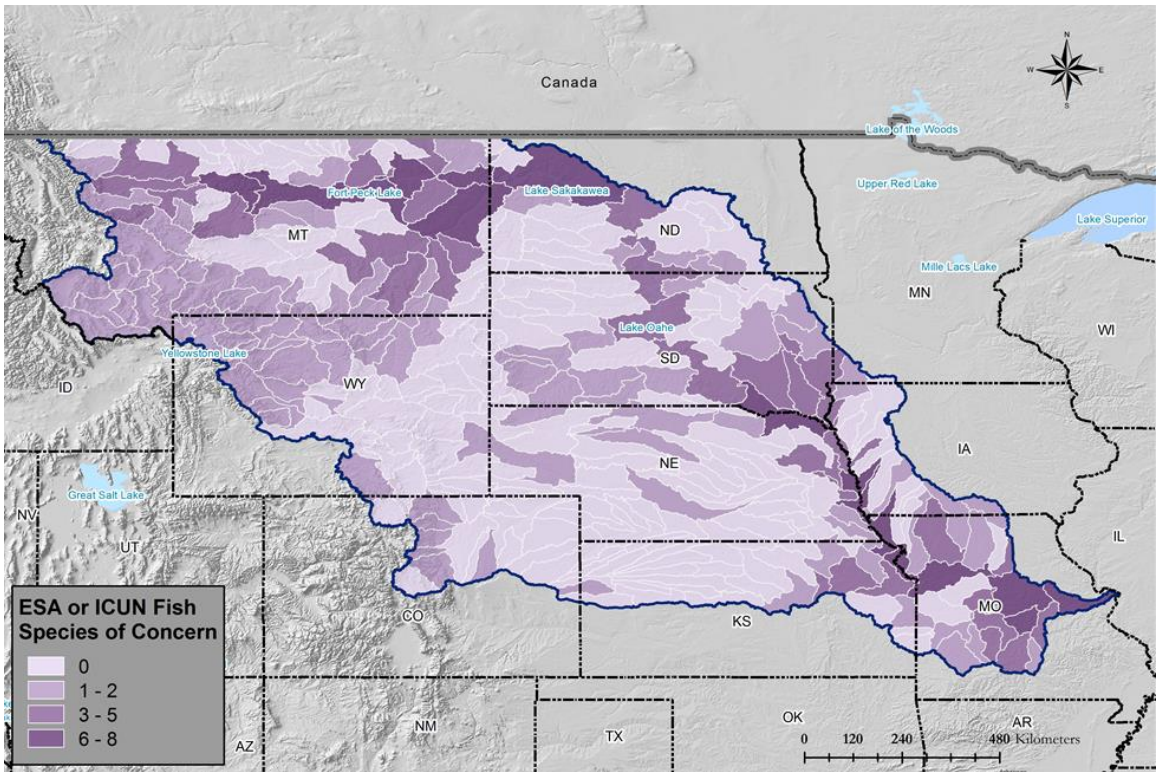 N
W
E
S
Canada
Lake of the Woods
Upper Red Lake
Lake Superior
Fort Peck Lake
Lake Sakakawea
MT
ND
Mille Lacs Lake
MN
WI
Lake Oahe
SD
Yellowstone Lake
ID
WY
IA
NE
Great Salt Lake
NV
UT
IL
MO
CO
KS
ESA or ICUN Fish
Species of Concern
0
1 - 2
3 - 5
6 - 8
AZ
NM
TX
OK
AR
0 120 240 480 Kilometers